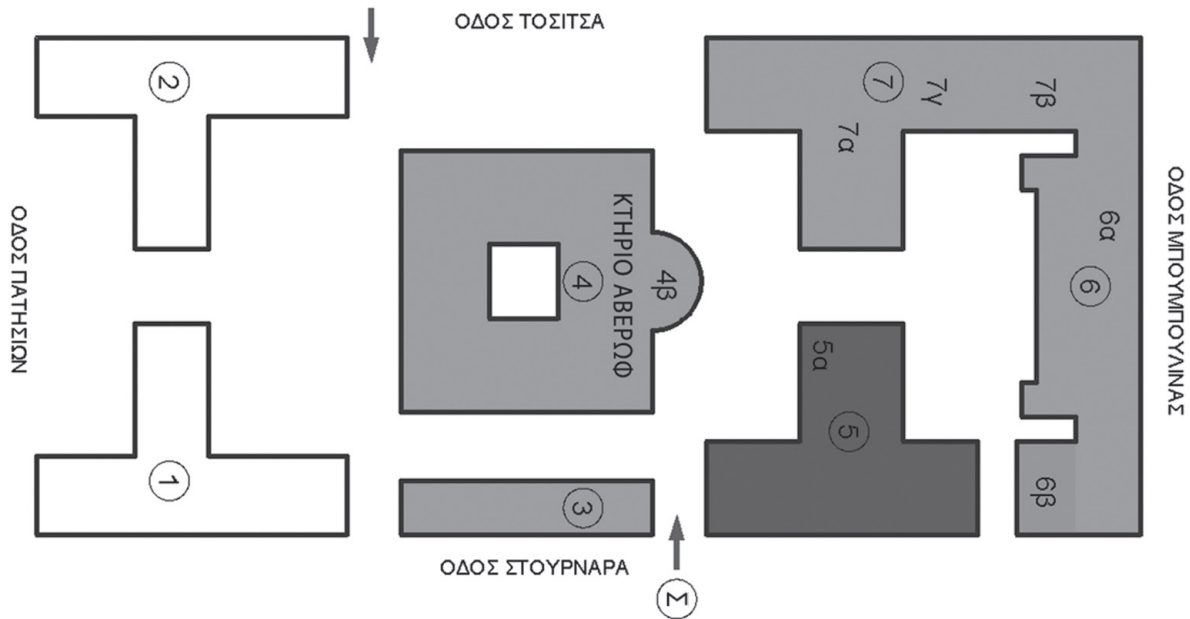 ΟΔΟΣ ΤΟΣΙΤΣΑ
2
7
7γ
7β
7α
ΟΔΟΣ ΠΑΤΗΣΙΩΝ
ΚΤΗΡΙΟ ΑΒΕΡΩΦ
4
4β
6α
6
ΟΔΟΣ ΜΠΟΥΜΠΟΥΛΙΝΑΣ
5α
5
1
3
6β
ΟΔΟΣ ΣΤΟΥΡΝΑΡΑ
Σ